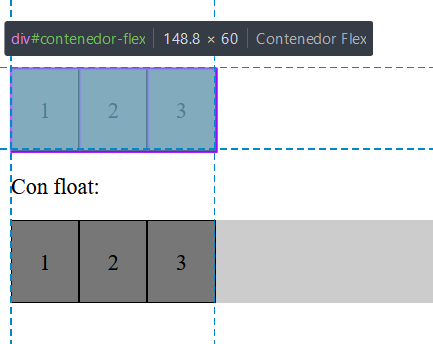 div#contenedor-flex 148.8 × 60 Contenedor Flex
1 2 3
Con float:
1 2 3